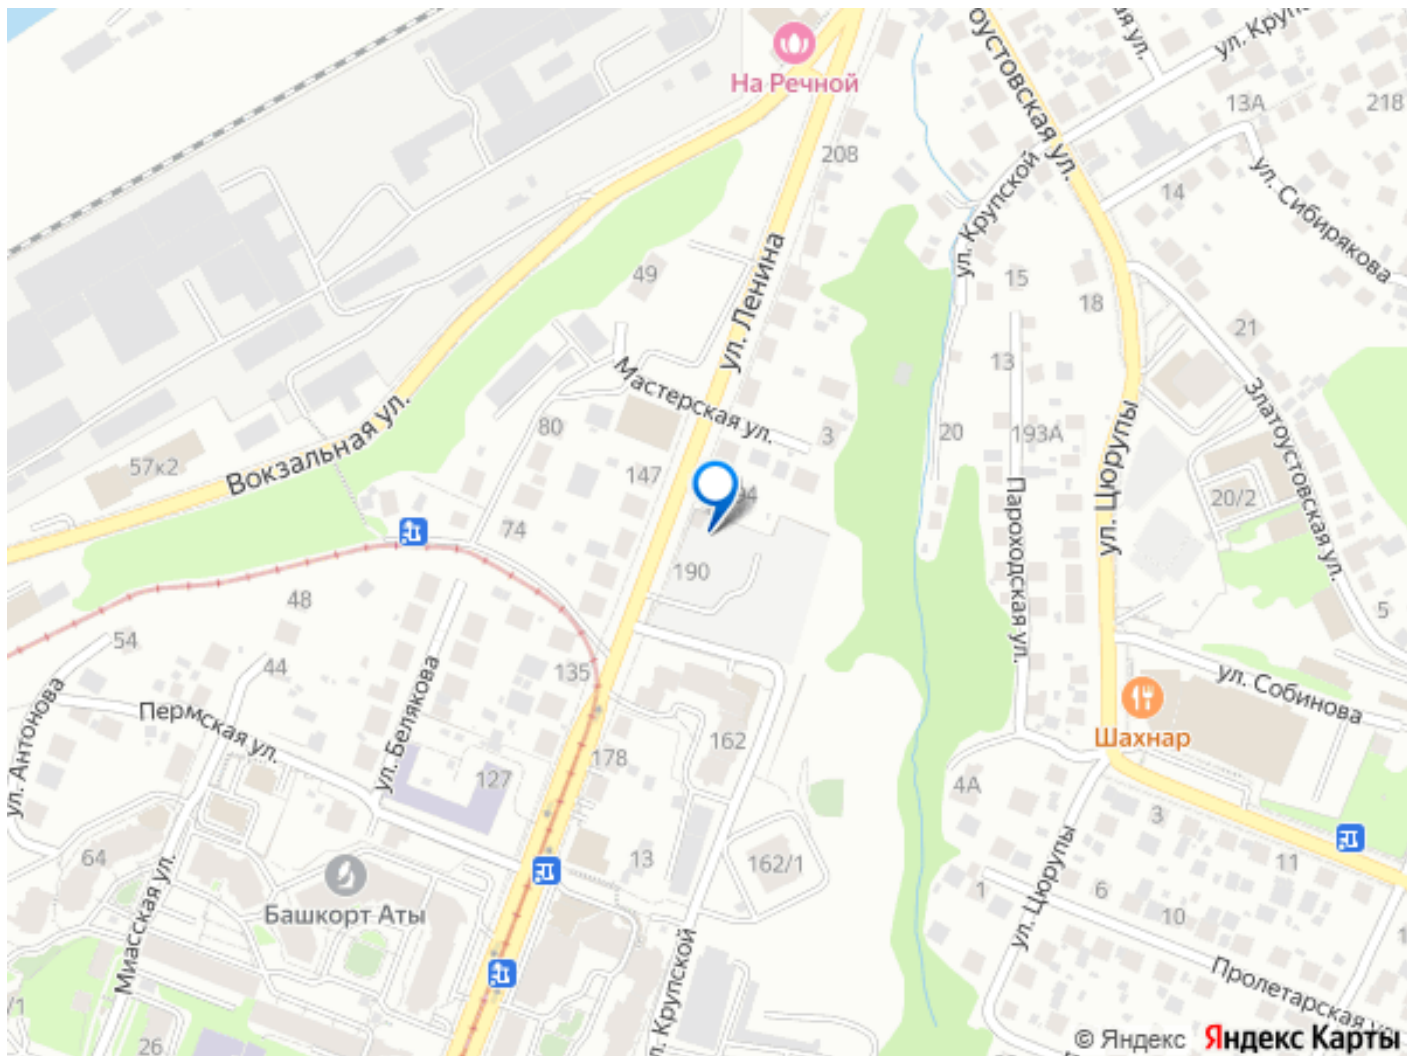 На Речной
ул. Крупской
13А
218
208
14
ул. Сибирякова
ул. Крупской
ул. Ленина
49
15
18
21
Мастерская ул.
13
Златоустовская ул.
Вокзальная ул.
80
3
20
193А
57к2
147
ул. Цюрупы
Пароходская ул.
20/2
74
190
48
5
54
44
135
ул. Белякова
ул. Собинова
ул. Антонова
Пермская ул.
162
Шахнар
178
127
4А
3
64
13
162/1
11
1
6
ул. Цюрупы
10
Башкорт Аты
Миасская ул.
Пролетарская ул.
26
© Яндекс Яндекс Карты